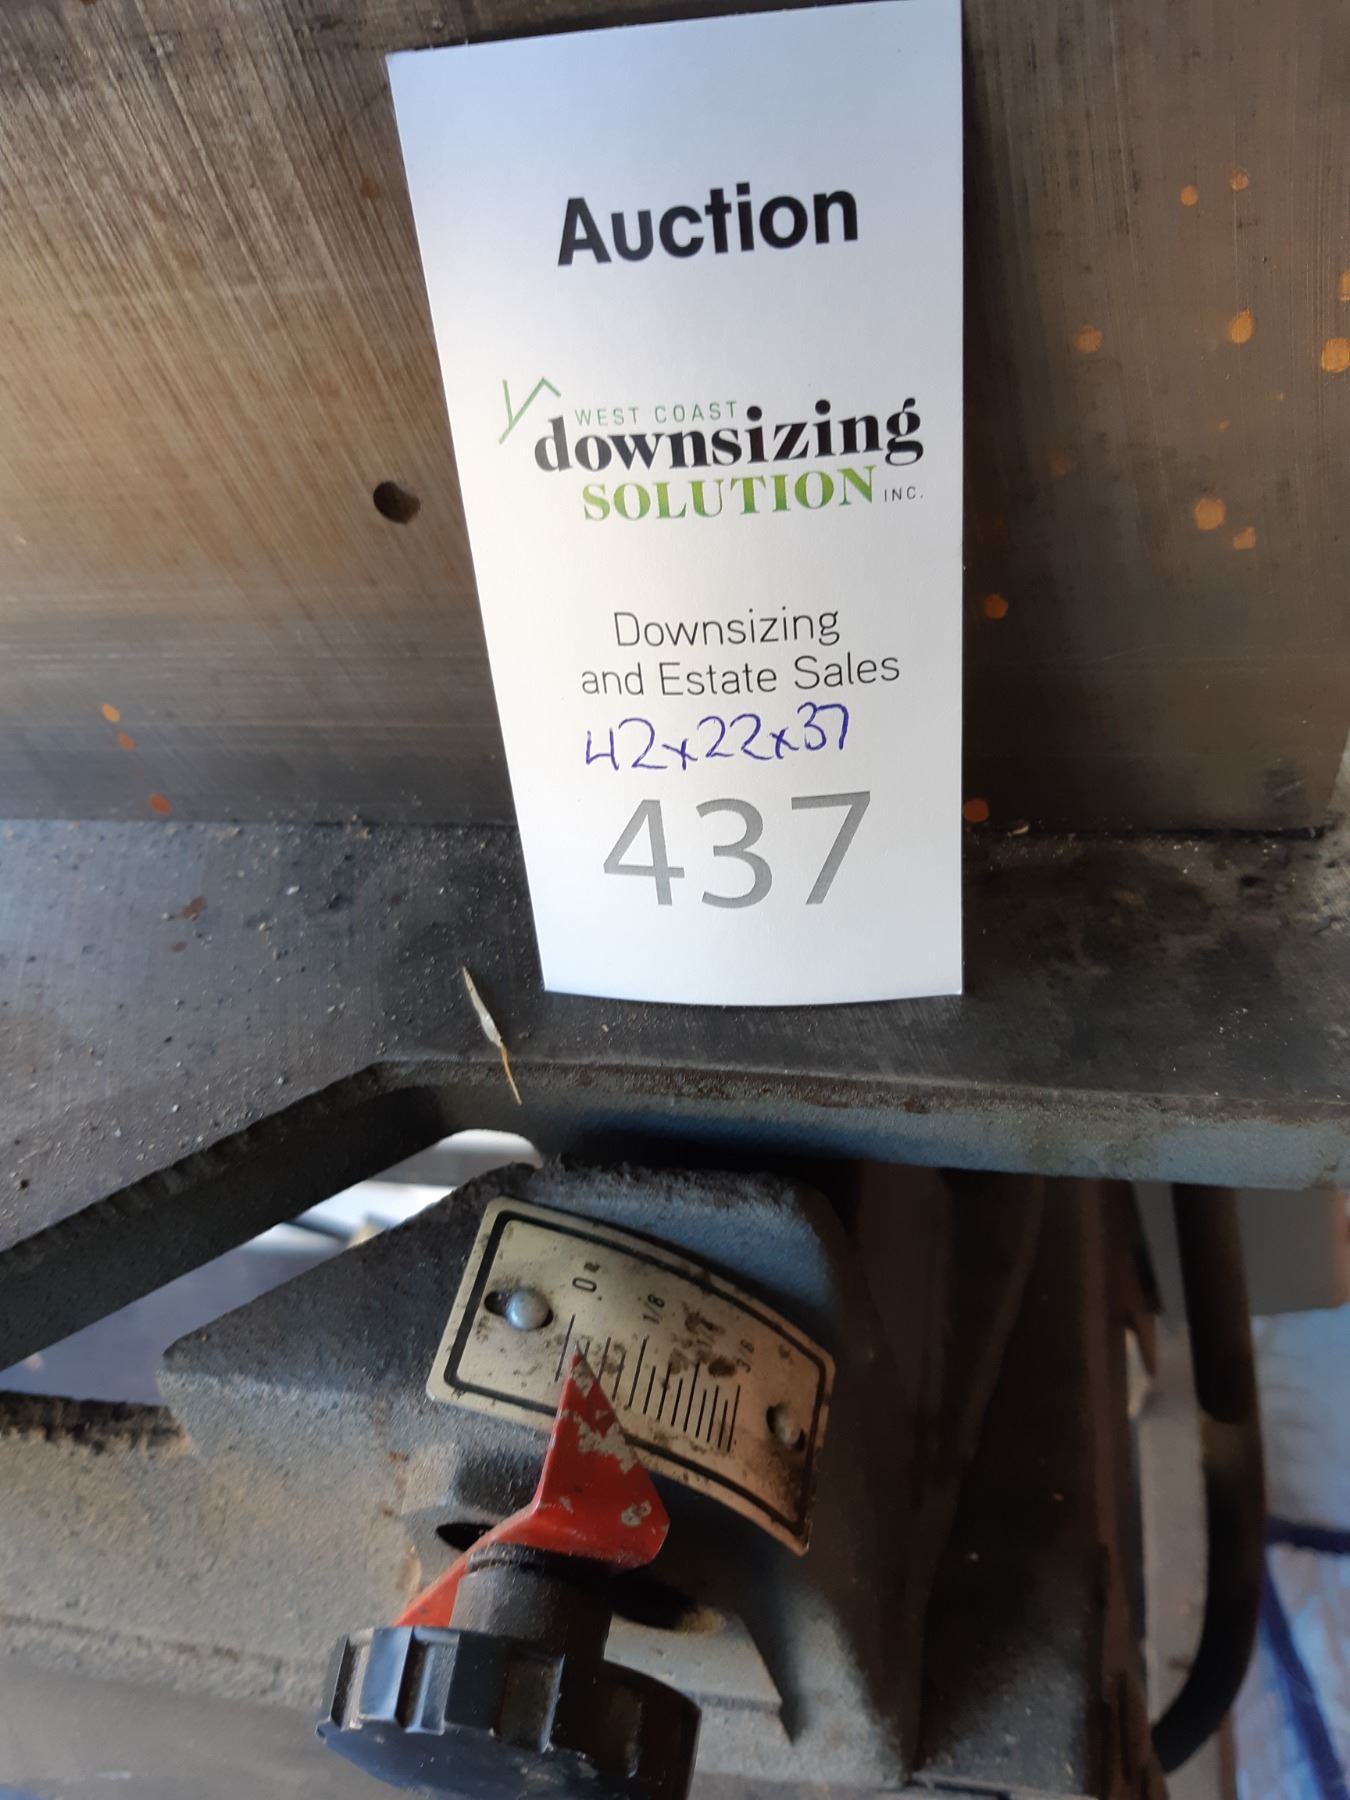 Auction
WEST COAST
downsizing
SOLUTION INC.
Downsizing
and Estate Sales
42x22x37
437
0
1/8
1/4
3/8